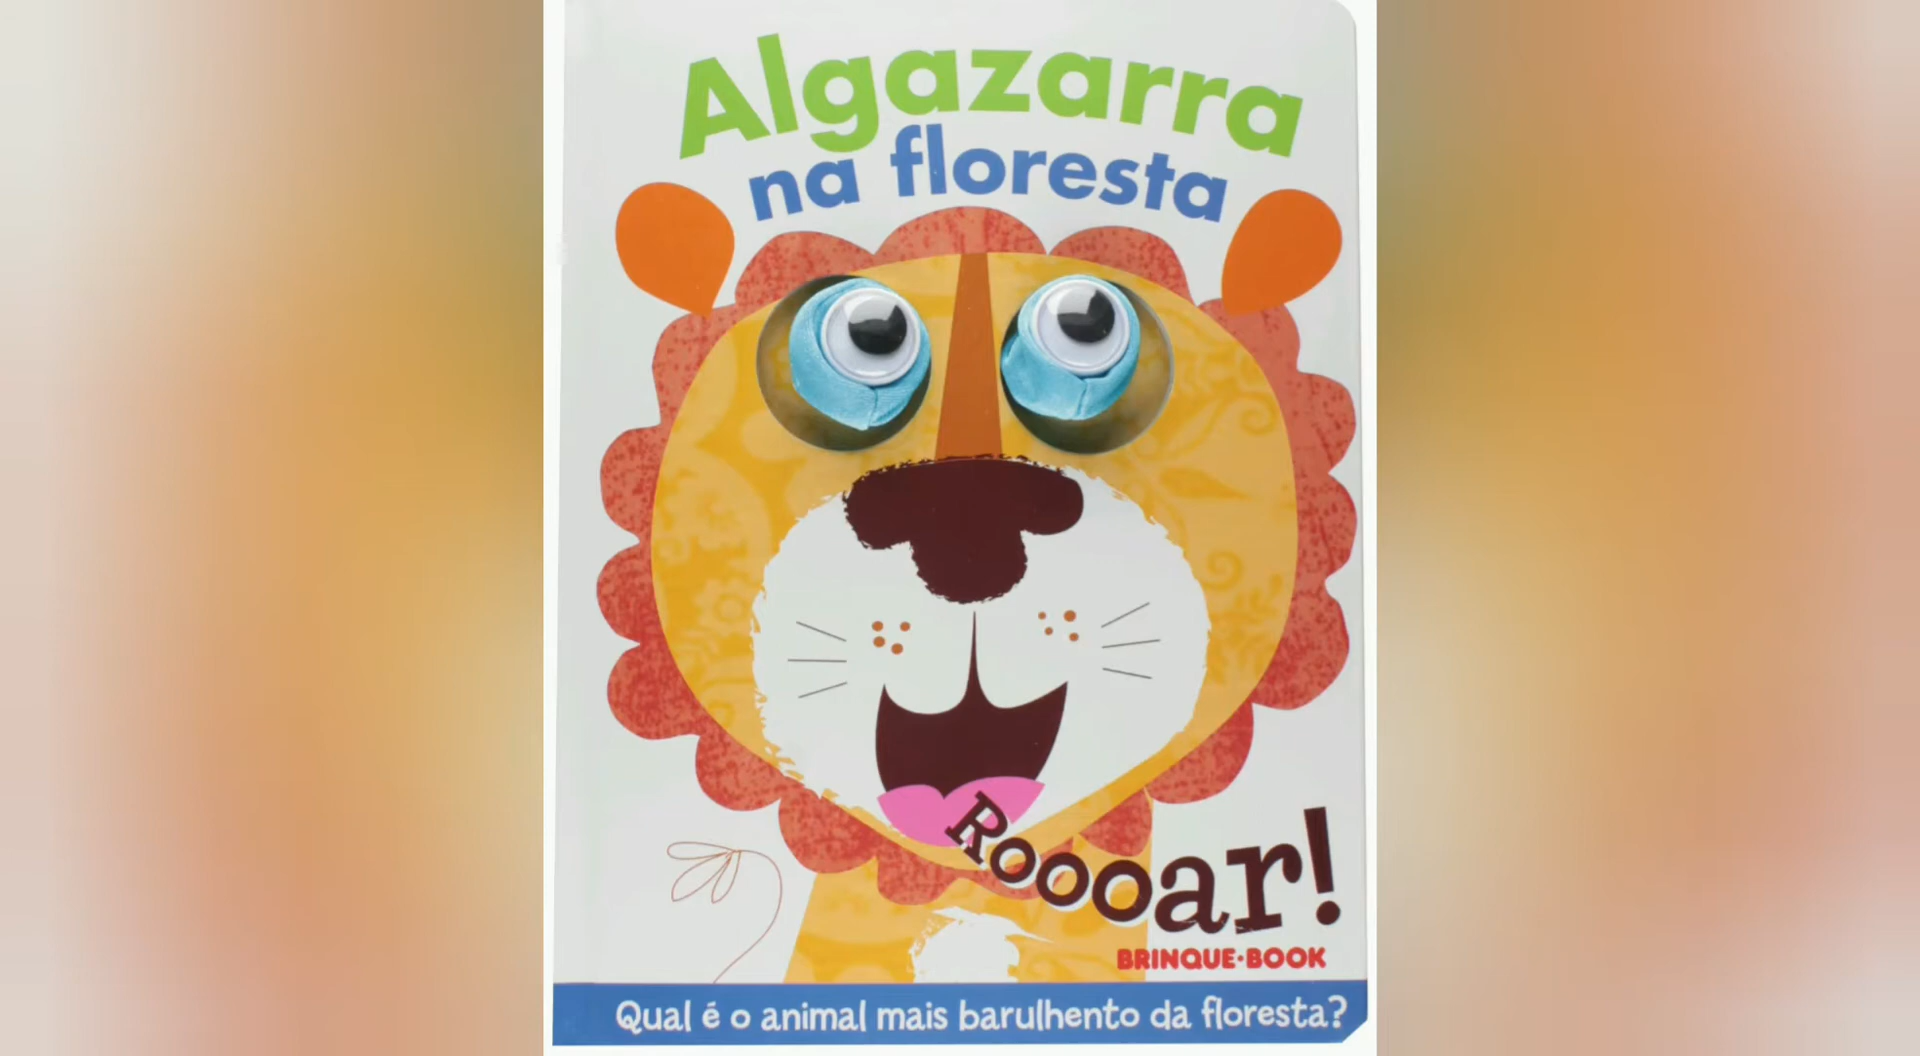 Algazarra
na floresta
Roooar!
BRINQUE•BOOK
Qual é o animal mais barulhento da floresta?